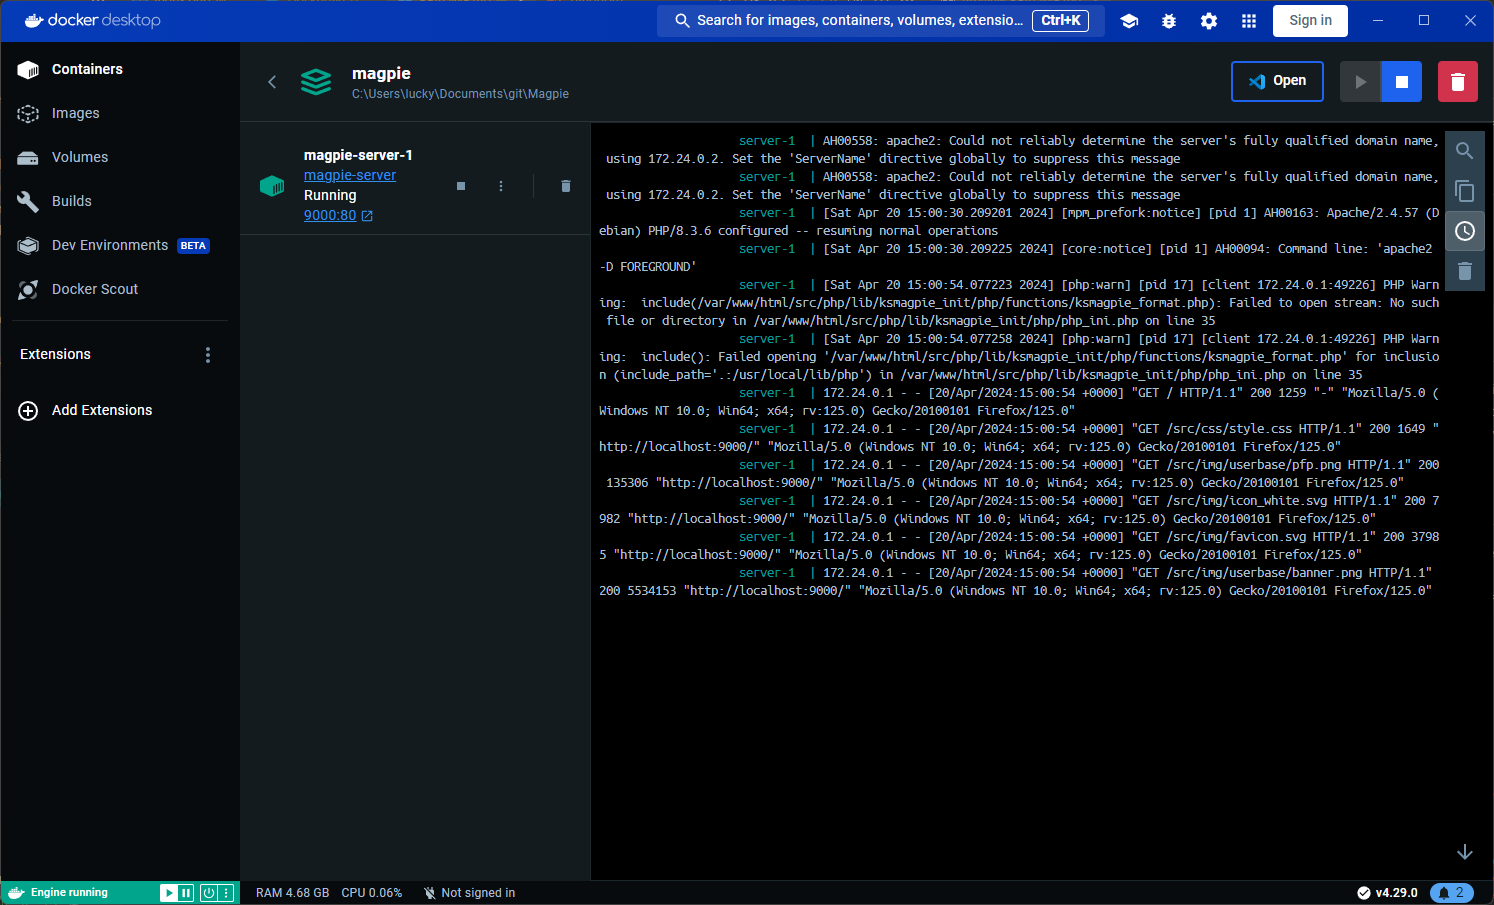 docker desktop
Search for images, containers, volumes, extensio... Ctrl+K
Sign in
Containers
Images
Volumes
Builds
Dev Environments BETA
Docker Scout
Extensions
Add Extensions
magpie
C:\Users\lucky\Documents\git\Magpie
Open
magpie-server-1
magpie-server
Running
9000:80
server-1 | AH00558: apache2: Could not reliably determine the server's fully qualified domain name,
using 172.24.0.2. Set the 'ServerName' directive globally to suppress this message
server-1 | AH00558: apache2: Could not reliably determine the server's fully qualified domain name,
using 172.24.0.2. Set the 'ServerName' directive globally to suppress this message
server-1 | [Sat Apr 20 15:00:30.209201 2024] [mpm_prefork:notice] [pid 1] AH00163: Apache/2.4.57 (D
ebian) PHP/8.3.6 configured -- resuming normal operations
server-1 | [Sat Apr 20 15:00:30.209225 2024] [core:notice] [pid 1] AH00094: Command line: 'apache2
-D FOREGROUND'
server-1 | [Sat Apr 20 15:00:54.077223 2024] [php:warn] [pid 17] [client 172.24.0.1:49226] PHP Warn
ing:  include(/var/www/html/src/php/lib/ksmagpie_init/php/functions/ksmagpie_format.php): Failed to open stream: No such
file or directory in /var/www/html/src/php/lib/ksmagpie_init/php/php_ini.php on line 35
server-1 | [Sat Apr 20 15:00:54.077258 2024] [php:warn] [pid 17] [client 172.24.0.1:49226] PHP Warn
ing:  include(): Failed opening '/var/www/html/src/php/lib/ksmagpie_init/php/functions/ksmagpie_format.php' for inclusio
n (include_path='.:/usr/local/lib/php') in /var/www/html/src/php/lib/ksmagpie_init/php/php_ini.php on line 35
server-1 | 172.24.0.1 - - [20/Apr/2024:15:00:54 +0000] "GET / HTTP/1.1" 200 1259 "-" "Mozilla/5.0 (
Windows NT 10.0; Win64; x64; rv:125.0) Gecko/20100101 Firefox/125.0"
server-1 | 172.24.0.1 - - [20/Apr/2024:15:00:54 +0000] "GET /src/css/style.css HTTP/1.1" 200 1649 "
http://localhost:9000/" "Mozilla/5.0 (Windows NT 10.0; Win64; x64; rv:125.0) Gecko/20100101 Firefox/125.0"
server-1 | 172.24.0.1 - - [20/Apr/2024:15:00:54 +0000] "GET /src/img/userbase/pfp.png HTTP/1.1" 200
135306 "http://localhost:9000/" "Mozilla/5.0 (Windows NT 10.0; Win64; x64; rv:125.0) Gecko/20100101 Firefox/125.0"
server-1 | 172.24.0.1 - - [20/Apr/2024:15:00:54 +0000] "GET /src/img/icon_white.svg HTTP/1.1" 200 7
982 "http://localhost:9000/" "Mozilla/5.0 (Windows NT 10.0; Win64; x64; rv:125.0) Gecko/20100101 Firefox/125.0"
server-1 | 172.24.0.1 - - [20/Apr/2024:15:00:54 +0000] "GET /src/img/favicon.svg HTTP/1.1" 200 3798
5 "http://localhost:9000/" "Mozilla/5.0 (Windows NT 10.0; Win64; x64; rv:125.0) Gecko/20100101 Firefox/125.0"
server-1 | 172.24.0.1 - - [20/Apr/2024:15:00:54 +0000] "GET /src/img/userbase/banner.png HTTP/1.1"
200 5534153 "http://localhost:9000/" "Mozilla/5.0 (Windows NT 10.0; Win64; x64; rv:125.0) Gecko/20100101 Firefox/125.0"
Engine running
RAM 4.68 GB CPU 0.06% Not signed in
v4.29.0
2